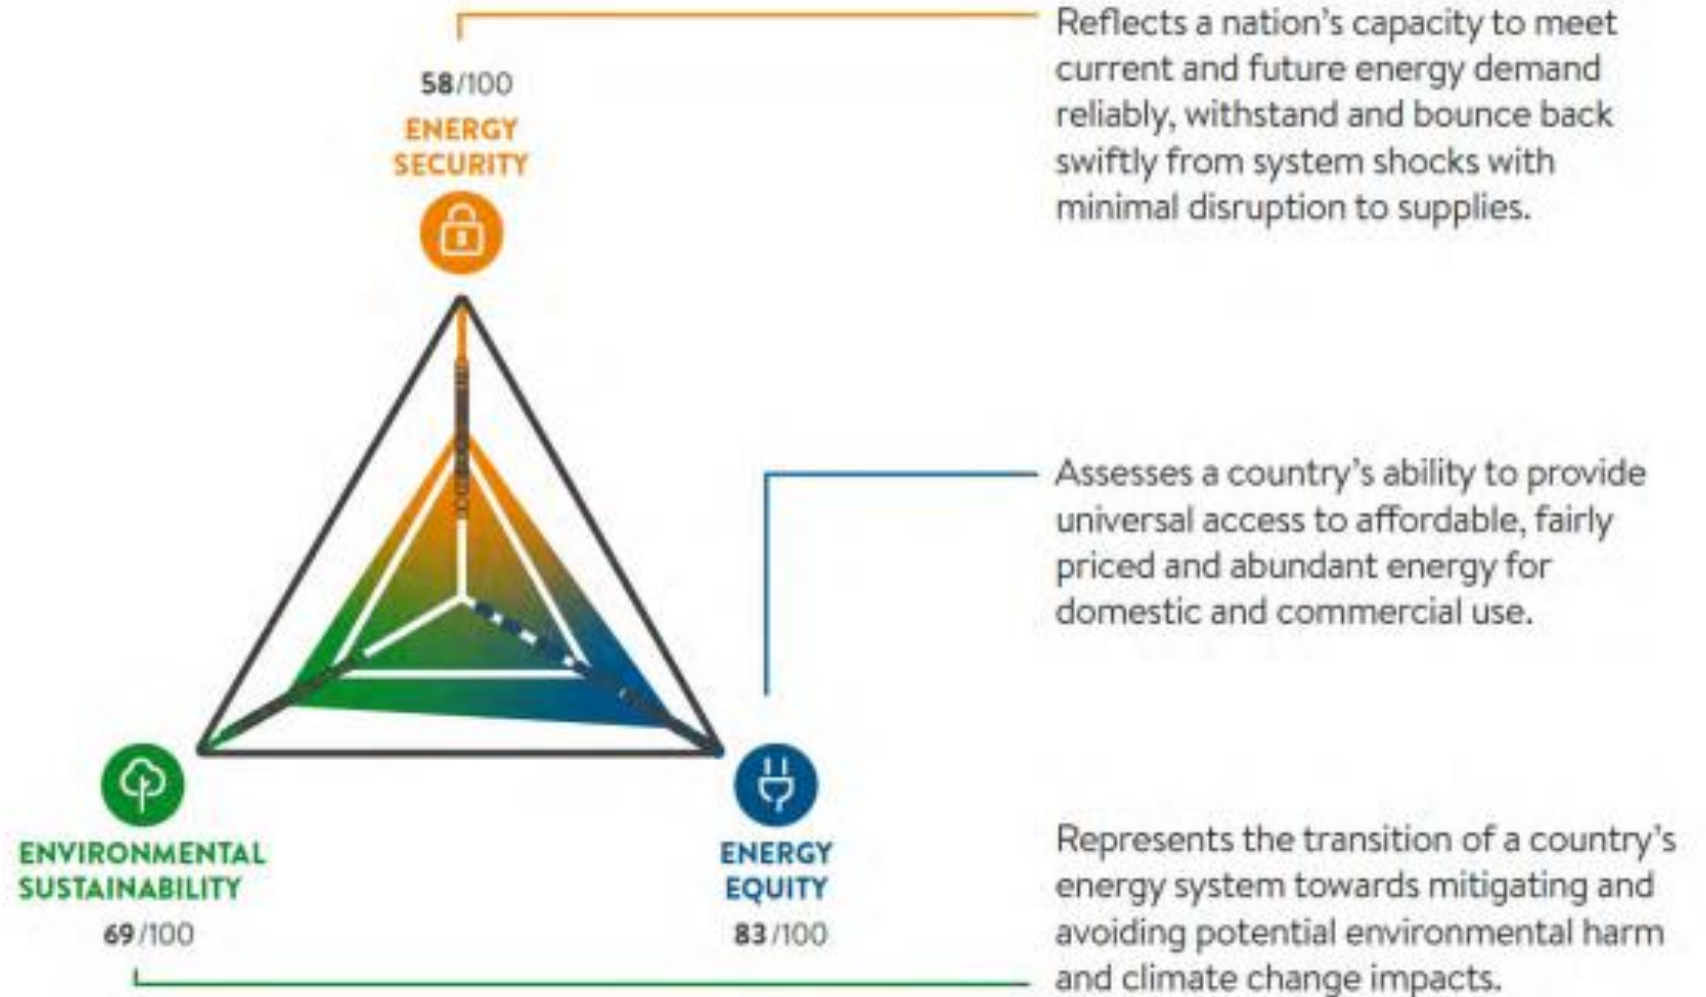 Reflects a nation's capacity to meet
current and future energy demand
reliably, withstand and bounce back
swiftly from system shocks with
minimal disruption to supplies.
58/100
ENERGY
SECURITY
Assesses a country's ability to provide
universal access to affordable, fairly
priced and abundant energy for
domestic and commercial use.
ENVIRONMENTAL
SUSTAINABILITY
69/100
ENERGY
EQUITY
83/100
Represents the transition of a country's
energy system towards mitigating and
avoiding potential environmental harm
and climate change impacts.